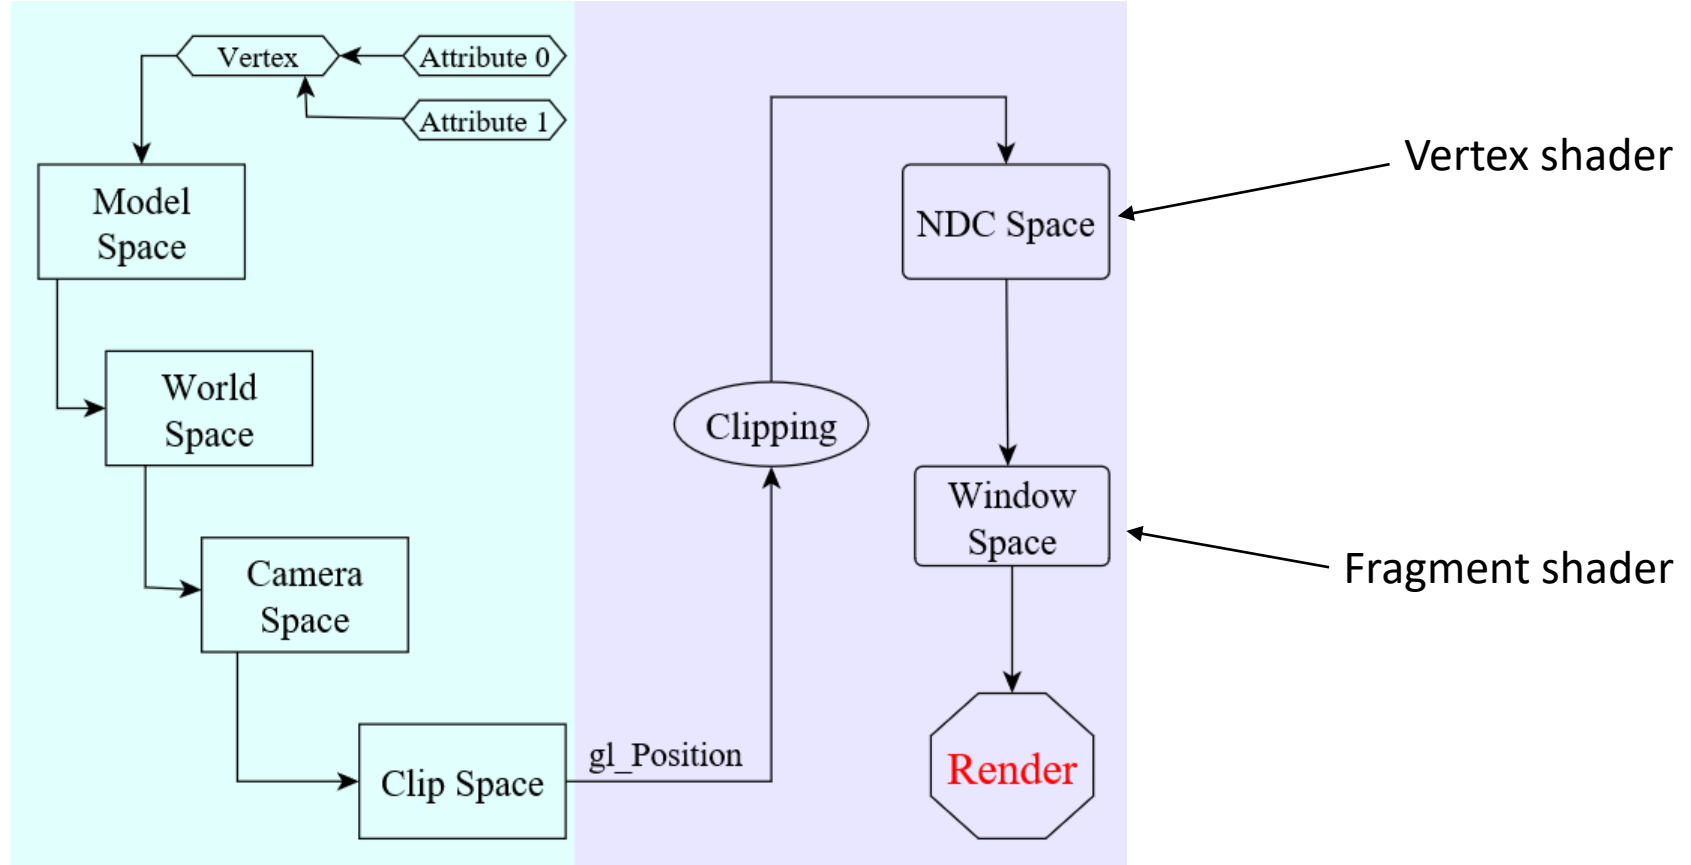 Vertex
Attribute 0
Attribute 1
Model
Space
World
Space
Camera
Space
Clip Space
gl_Position
Clipping
NDC Space
Window
Space
Render
Vertex shader
Fragment shader